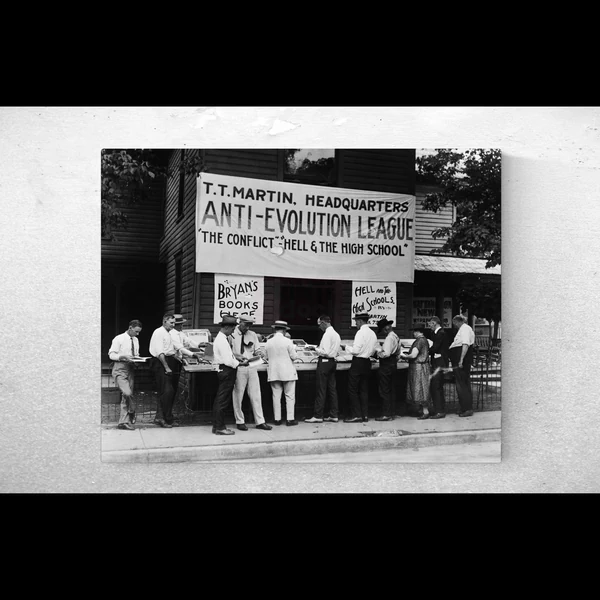 T.T. MARTIN, HEADQUARTERS
ANTI-EVOLUTION LEAGUE
"THE CONFLICT"-"HELL & THE HIGH SCHOOL"
BRYAN'S
BOOKS
HERE
HELL AND THE
HIGH SCHOOLS.
MARTIN